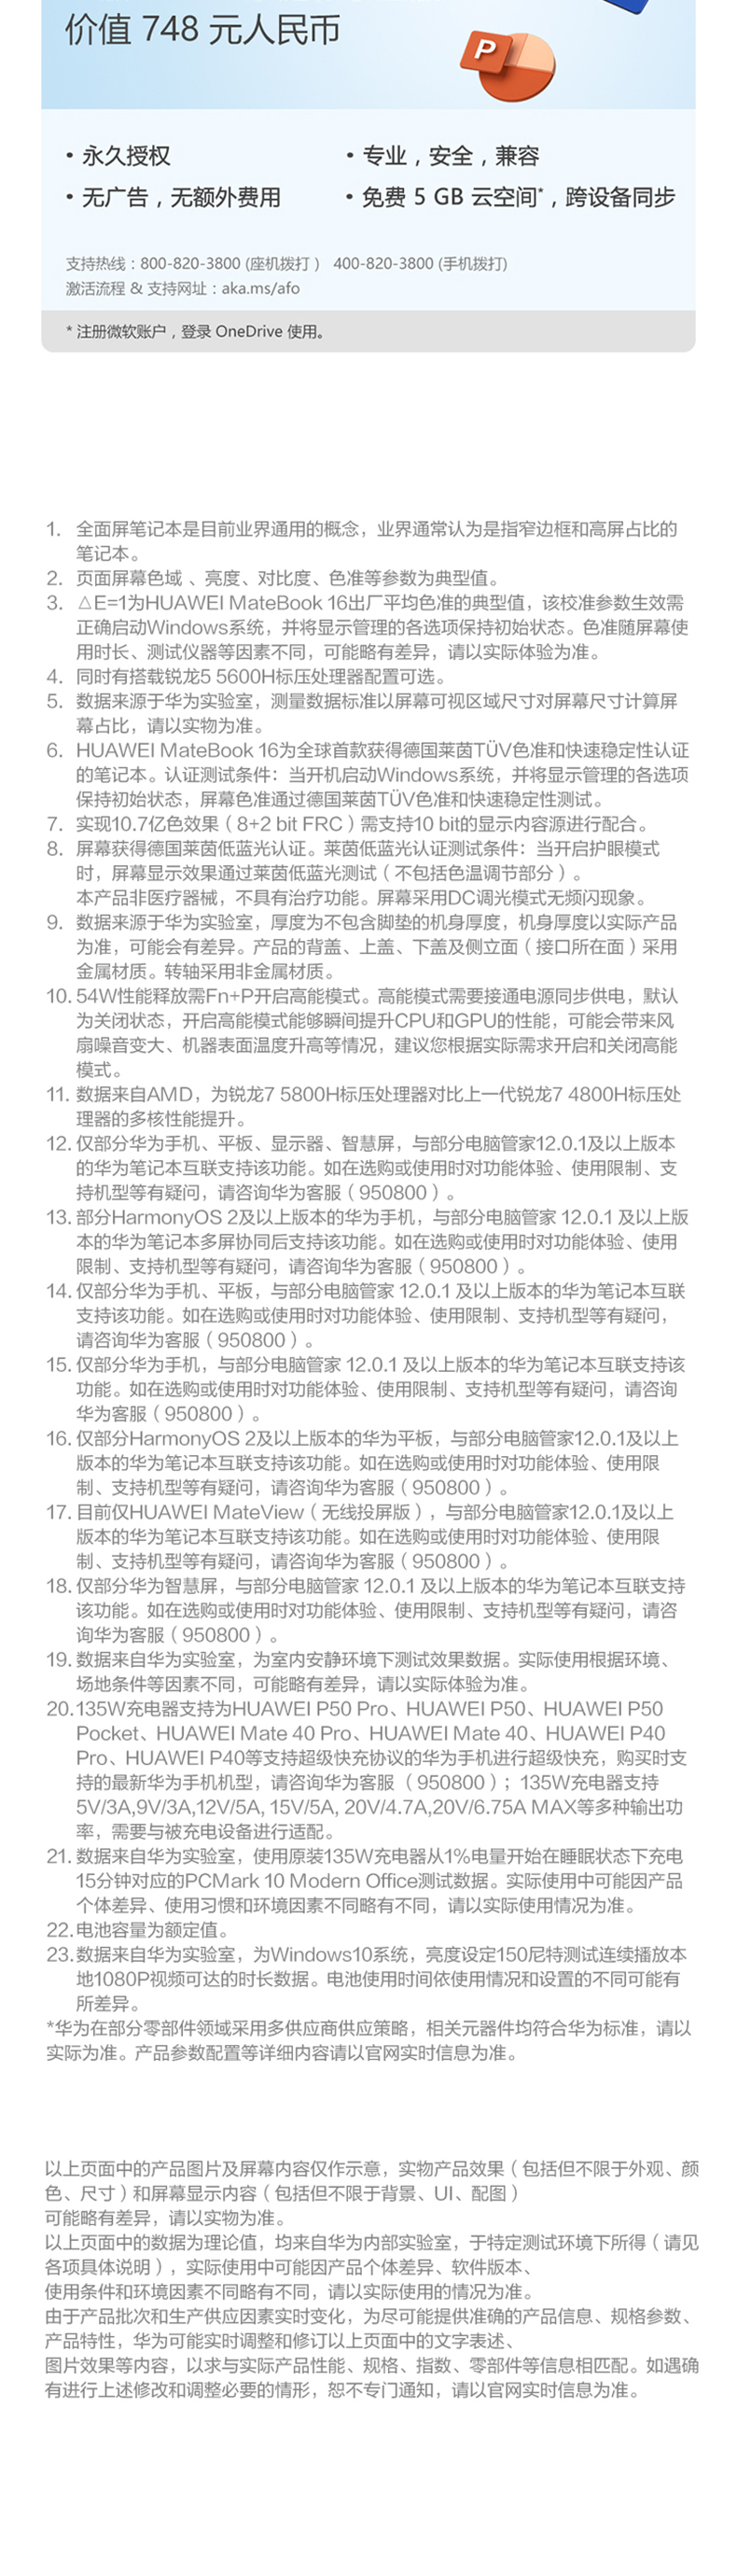 价值 748 元人民币
P
• 永久授权
• 专业，安全，兼容
• 无广告，无额外费用
• 免费 5 GB 云空间*，跨设备同步
支持热线：800-820-3800 (座机拨打） 400-820-3800 (手机拨打)
激活流程 & 支持网址：aka.ms/afo
* 注册微软账户，登录 OneDrive 使用。
1. 全面屏笔记本是目前业界通用的概念，业界通常认为是指窄边框和高屏占比的
笔记本。
2. 页面屏幕色域 、亮度、对比度、色准等参数为典型值。
3. △E=1为HUAWEI MateBook 16出厂平均色准的典型值，该校准参数生效需
正确启动Windows系统，并将显示管理的各选项保持初始状态。色准随屏幕使
用时长、测试仪器等因素不同，可能略有差异，请以实际体验为准。
4. 同时有搭载锐龙5 5600H标压处理器配置可选。
5. 数据来源于华为实验室，测量数据标准以屏幕可视区域尺寸对屏幕尺寸计算屏
幕占比，请以实物为准。
6. HUAWEI MateBook 16为全球首款获得德国莱茵TÜV色准和快速稳定性认证
的笔记本。认证测试条件：当开机启动Windows系统，并将显示管理的各选项
保持初始状态，屏幕色准通过德国莱茵TÜV色准和快速稳定性测试。
7. 实现10.7亿色效果（8+2 bit FRC）需支持10 bit的显示内容源进行配合。
8. 屏幕获得德国莱茵低蓝光认证。莱茵低蓝光认证测试条件：当开启护眼模式
时，屏幕显示效果通过莱茵低蓝光测试（不包括色温调节部分）。
本产品非医疗器械，不具有治疗功能。屏幕采用DC调光模式无频闪现象。
9. 数据来源于华为实验室，厚度为不包含脚垫的机身厚度，机身厚度以实际产品
为准，可能会有差异。产品的背盖、上盖、下盖及侧立面（接口所在面）采用
金属材质。转轴采用非金属材质。
10. 54W性能释放需Fn+P开启高能模式。高能模式需要接通电源同步供电，默认
为关闭状态，开启高能模式能够瞬间提升CPU和GPU的性能，可能会带来风
扇噪音变大、机器表面温度升高等情况，建议您根据实际需求开启和关闭高能
模式。
11. 数据来自AMD，为锐龙7 5800H标压处理器对比上一代锐龙7 4800H标压处
理器的多核性能提升。
12. 仅部分华为手机、平板、显示器、智慧屏，与部分电脑管家12.0.1及以上版本
的华为笔记本互联支持该功能。如在选购或使用时对功能体验、使用限制、支
持机型等有疑问，请咨询华为客服（950800）。
13. 部分HarmonyOS 2及以上版本的华为手机，与部分电脑管家 12.0.1 及以上版
本的华为笔记本多屏协同后支持该功能。如在选购或使用时对功能体验、使用
限制、支持机型等有疑问，请咨询华为客服（950800）。
14. 仅部分华为手机、平板，与部分电脑管家 12.0.1 及以上版本的华为笔记本互联
支持该功能。如在选购或使用时对功能体验、使用限制、支持机型等有疑问，
请咨询华为客服（950800）。
15. 仅部分华为手机，与部分电脑管家 12.0.1 及以上版本的华为笔记本互联支持该
功能。如在选购或使用时对功能体验、使用限制、支持机型等有疑问，请咨询
华为客服（950800）。
16. 仅部分HarmonyOS 2及以上版本的华为平板，与部分电脑管家12.0.1及以上
版本的华为笔记本互联支持该功能。如在选购或使用时对功能体验、使用限
制、支持机型等有疑问，请咨询华为客服（950800）。
17. 目前仅HUAWEI MateView（无线投屏版），与部分电脑管家12.0.1及以上
版本的华为笔记本互联支持该功能。如在选购或使用时对功能体验、使用限
制、支持机型等有疑问，请咨询华为客服（950800）。
18. 仅部分华为智慧屏，与部分电脑管家 12.0.1 及以上版本的华为笔记本互联支持
该功能。如在选购或使用时对功能体验、使用限制、支持机型等有疑问，请咨
询华为客服（950800）。
19. 数据来自华为实验室，为室内安静环境下测试效果数据。实际使用根据环境、
场地条件等因素不同，可能略有差异，请以实际体验为准。
20.135W充电器支持为HUAWEI P50 Pro、HUAWEI P50、HUAWEI P50
Pocket、HUAWEI Mate 40 Pro、HUAWEI Mate 40、HUAWEI P40
Pro、HUAWEI P40等支持超级快充协议的华为手机进行超级快充，购买时支
持的最新华为手机机型，请咨询华为客服 （950800）；135W充电器支持
5V/3A,9V/3A,12V/5A, 15V/5A, 20V/4.7A,20V/6.75A MAX等多种输出功
率，需要与被充电设备进行适配。
21. 数据来自华为实验室，使用原装135W充电器从1%电量开始在睡眠状态下充电
15分钟对应的PCMark 10 Modern Office测试数据。实际使用中可能因产品
个体差异、使用习惯和环境因素不同略有不同，请以实际使用情况为准。
22.电池容量为额定值。
23.数据来自华为实验室，为Windows10系统，亮度设定150尼特测试连续播放本
地1080P视频可达的时长数据。电池使用时间依使用情况和设置的不同可能有
所差异。
*华为在部分零部件领域采用多供应商供应策略，相关元器件均符合华为标准，请以
实际为准。产品参数配置等详细内容请以官网实时信息为准。
以上页面中的产品图片及屏幕内容仅作示意，实物产品效果（包括但不限于外观、颜
色、尺寸）和屏幕显示内容（包括但不限于背景、UI、配图）
可能略有差异，请以实物为准。
以上页面中的数据为理论值，均来自华为内部实验室，于特定测试环境下所得（请见
各项具体说明），实际使用中可能因产品个体差异、软件版本、
使用条件和环境因素不同略有不同，请以实际使用的情况为准。
由于产品批次和生产供应因素实时变化，为尽可能提供准确的产品信息、规格参数、
产品特性，华为可能实时调整和修订以上页面中的文字表述、
图片效果等内容，以求与实际产品性能、规格、指数、零部件等信息相匹配。如遇确
有进行上述修改和调整必要的情形，恕不专门通知，请以官网实时信息为准。